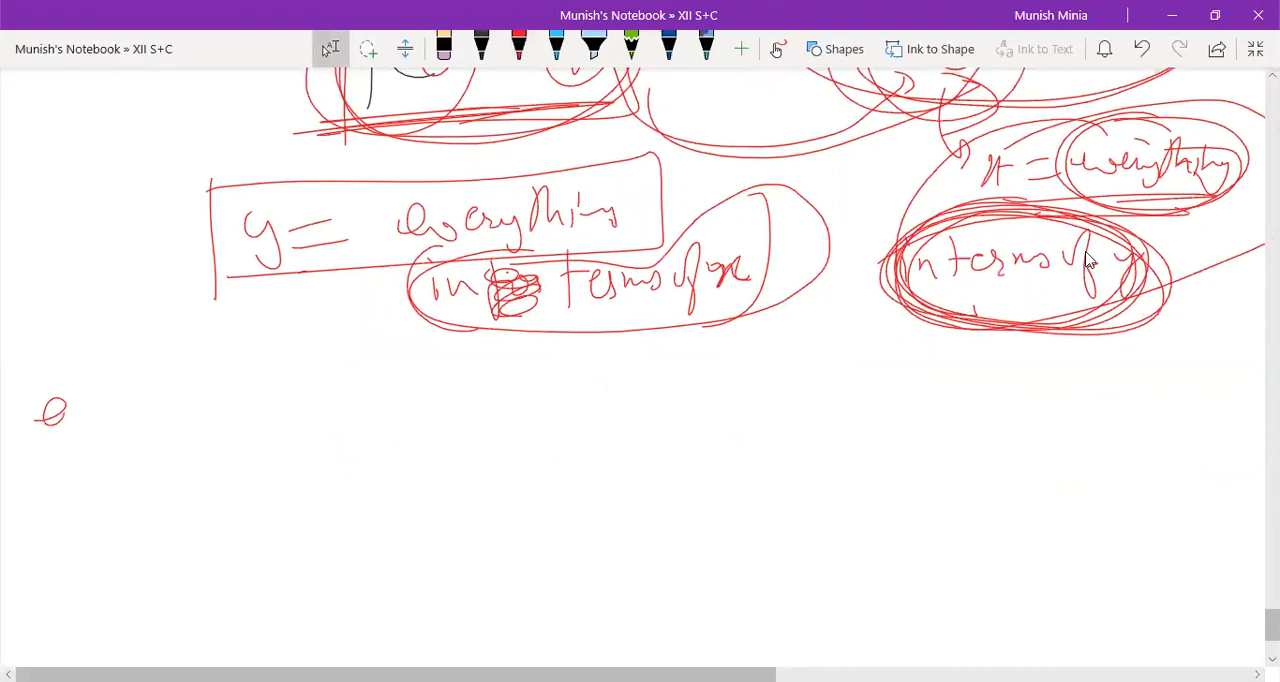 Munish's Notebook » XII S+C
Munish Minia
Munish's Notebook » XII S+C
Shapes
Ink to Shape
Ink to Text
x = everything
in terms of y
y = everything
in terms of x
e